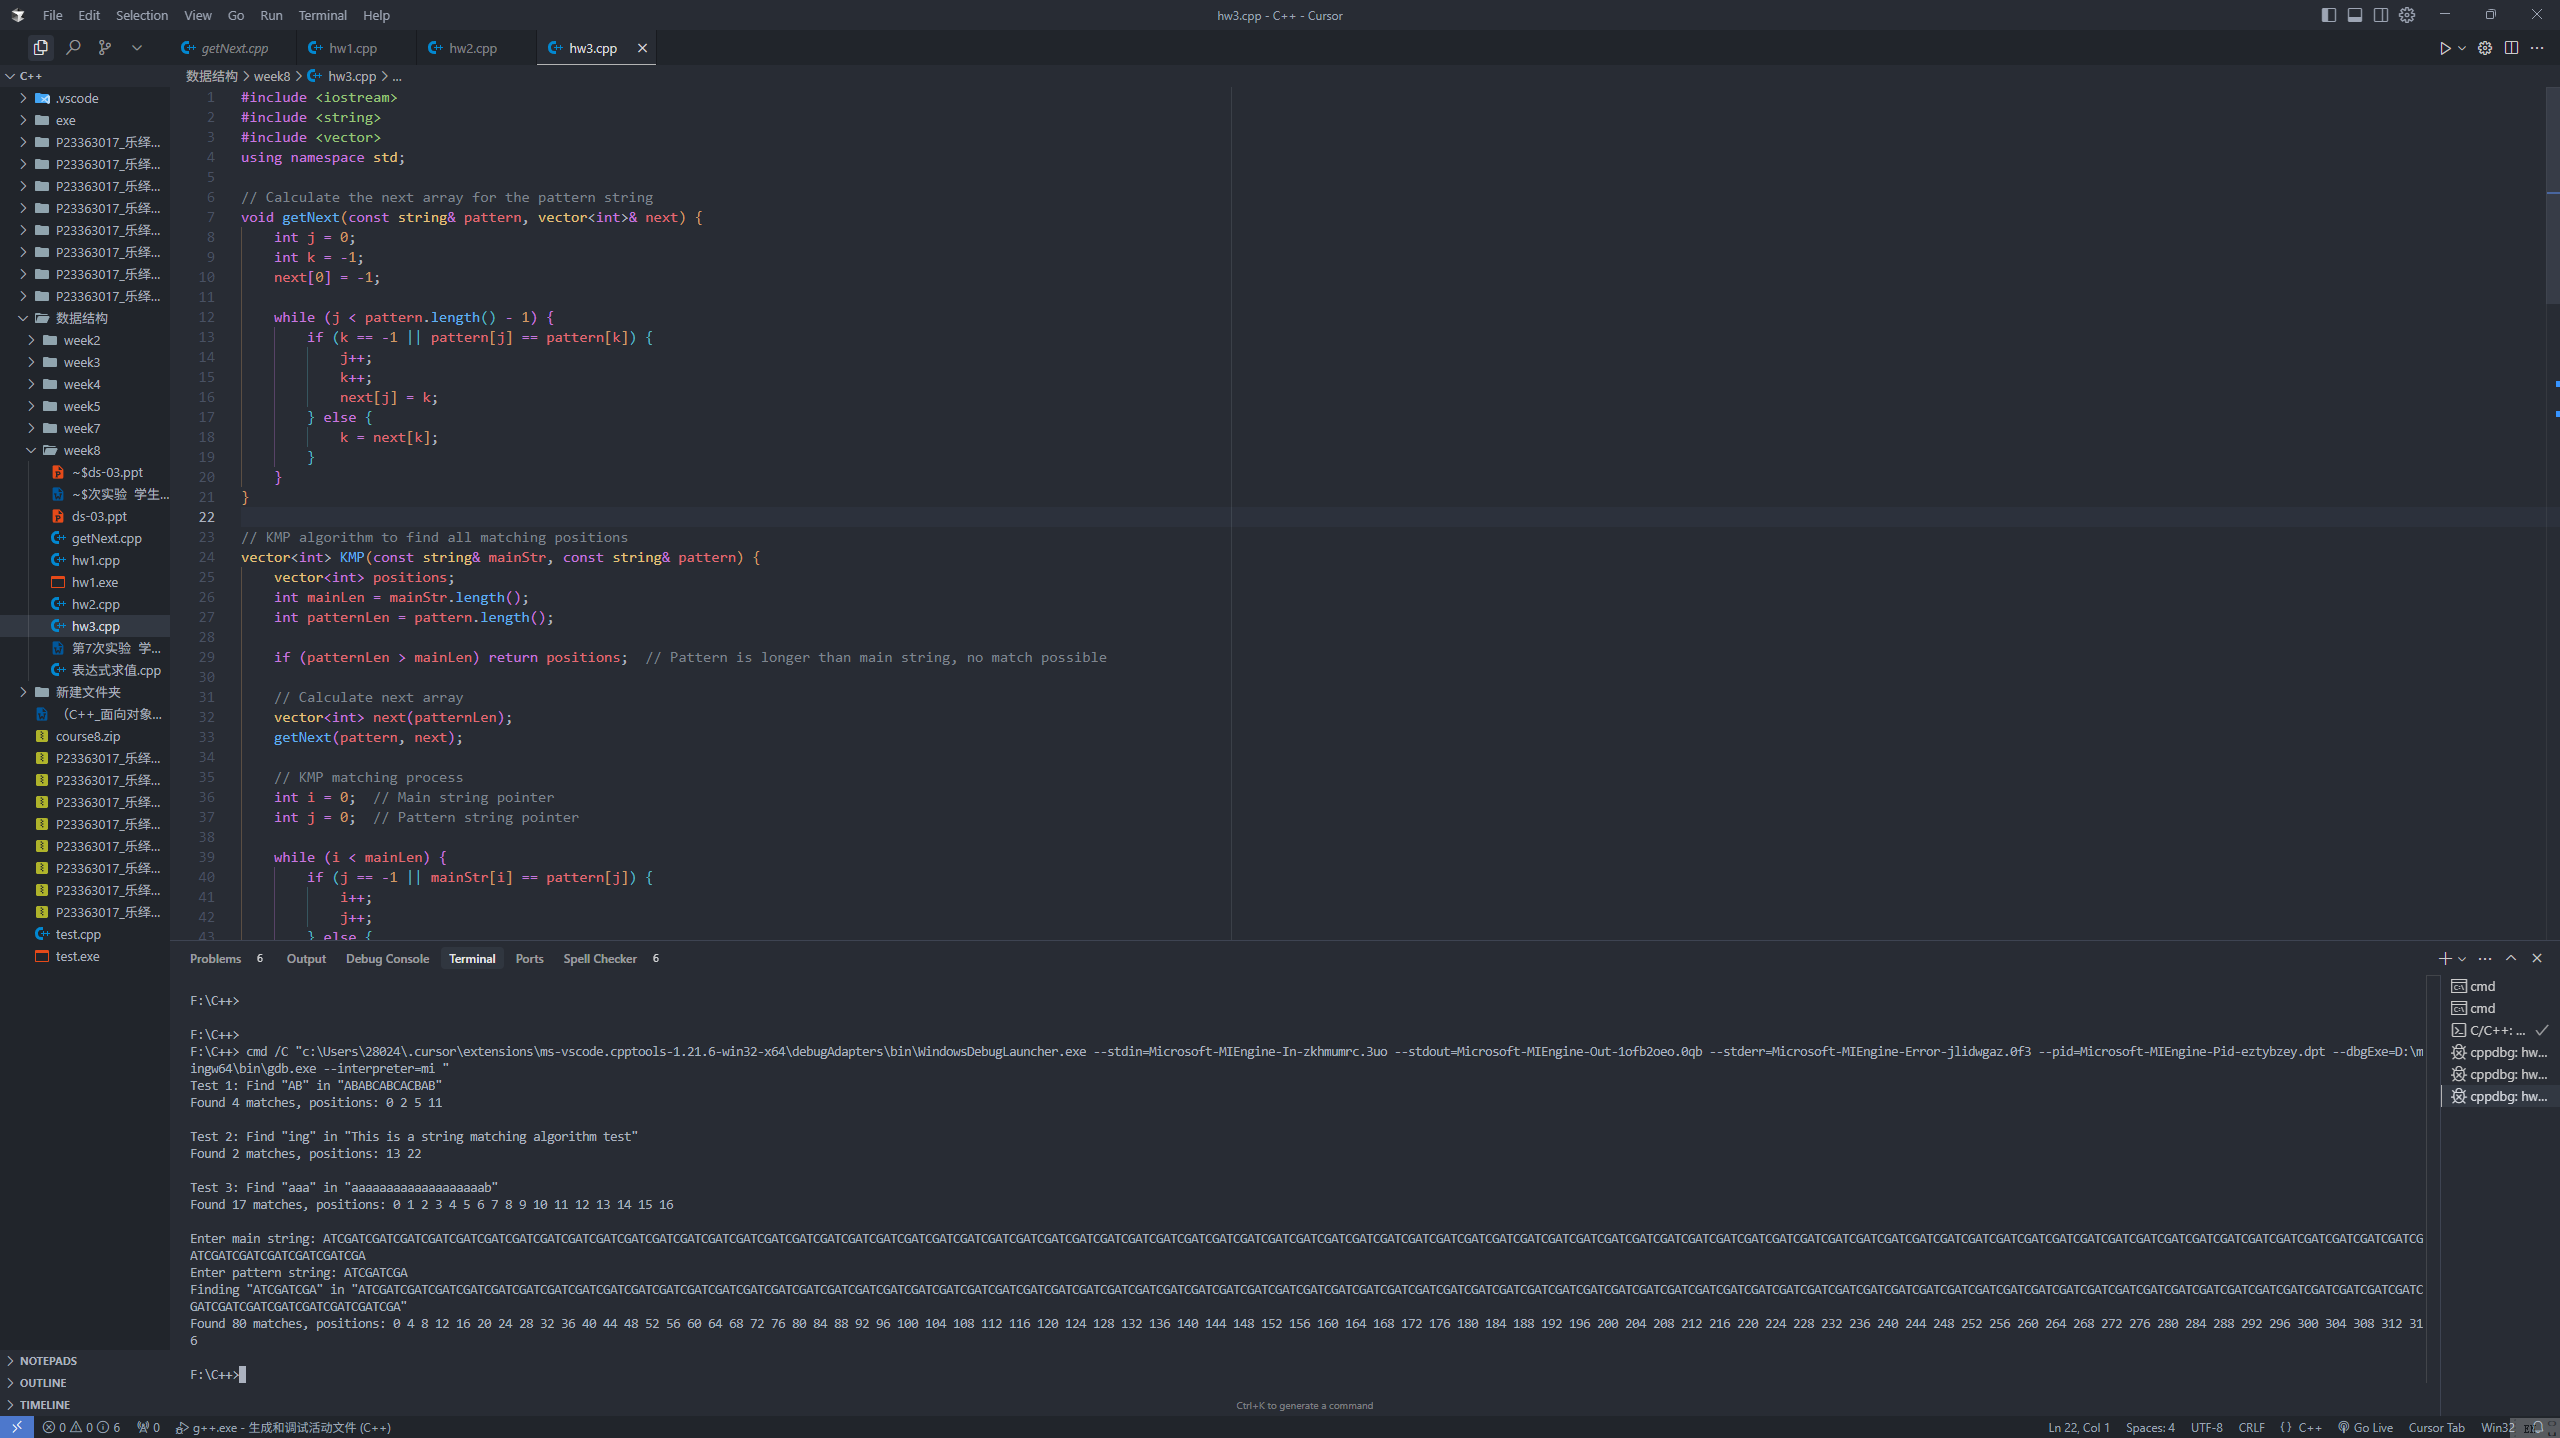 File Edit Selection View Go Run Terminal Help
hw3.cpp - C++ - Cursor
getNext.cpp
hw1.cpp
hw2.cpp
hw3.cpp
C++
.vscode
exe
P23363017_乐绎...
P23363017_乐绎...
P23363017_乐绎...
P23363017_乐绎...
P23363017_乐绎...
P23363017_乐绎...
P23363017_乐绎...
P23363017_乐绎...
数据结构
week2
week3
week4
week5
week7
week8
~$ds-03.ppt
~$次实验 学生...
ds-03.ppt
getNext.cpp
hw1.cpp
hw1.exe
hw2.cpp
hw3.cpp
第7次实验 学...
表达式求值.cpp
新建文件夹
（C++_面向对象...
course8.zip
P23363017_乐绎...
P23363017_乐绎...
P23363017_乐绎...
P23363017_乐绎...
P23363017_乐绎...
P23363017_乐绎...
P23363017_乐绎...
P23363017_乐绎...
test.cpp
test.exe
NOTEPADS
OUTLINE
TIMELINE
数据结构 > week8 > hw3.cpp > ...
1 #include <iostream>
2 #include <string>
3 #include <vector>
4 using namespace std;
5
6 // Calculate the next array for the pattern string
7 void getNext(const string& pattern, vector<int>& next) {
8 int j = 0;
9 int k = -1;
10 next[0] = -1;
11
12 while (j < pattern.length() - 1) {
13 if (k == -1 || pattern[j] == pattern[k]) {
14 j++;
15 k++;
16 next[j] = k;
17 } else {
18 k = next[k];
19 }
20 }
21 }
22
23 // KMP algorithm to find all matching positions
24 vector<int> KMP(const string& mainStr, const string& pattern) {
25 vector<int> positions;
26 int mainLen = mainStr.length();
27 int patternLen = pattern.length();
28
29 if (patternLen > mainLen) return positions; // Pattern is longer than main string, no match possible
30
31 // Calculate next array
32 vector<int> next(patternLen);
33 getNext(pattern, next);
34
35 // KMP matching process
36 int i = 0; // Main string pointer
37 int j = 0; // Pattern string pointer
38
39 while (i < mainLen) {
40 if (j == -1 || mainStr[i] == pattern[j]) {
41 i++;
42 j++;
43 } else {
Problems 6 Output Debug Console Terminal Ports Spell Checker 6
F:\C++>
F:\C++>
F:\C++> cmd /C "c:\Users\28024\.cursor\extensions\ms-vscode.cpptools-1.21.6-win32-x64\debugAdapters\bin\WindowsDebugLauncher.exe --stdin=Microsoft-MIEngine-In-zkhmumrc.3uo --stdout=Microsoft-MIEngine-Out-1ofb2oeo.0qb --stderr=Microsoft-MIEngine-Error-jlidwgaz.0f3 --pid=Microsoft-MIEngine-Pid-eztybzey.dpt --dbgExe=D:\m
ingw64\bin\gdb.exe --interpreter=mi "
Test 1: Find "AB" in "ABABCABCACBAB"
Found 4 matches, positions: 0 2 5 11
Test 2: Find "ing" in "This is a string matching algorithm test"
Found 2 matches, positions: 13 22
Test 3: Find "aaa" in "aaaaaaaaaaaaaaaaaaab"
Found 17 matches, positions: 0 1 2 3 4 5 6 7 8 9 10 11 12 13 14 15 16
Enter main string:
ATCGATCGATCGATCGATCGATCGA
Enter pattern string: ATCGATCGA
Finding "ATCGATCGA" in
GATCGATCGATCGATCGATCGATCGATCGA"
Found 80 matches, positions: 0 4 8 12 16 20 24 28 32 36 40 44 48 52 56 60 64 68 72 76 80 84 88 92 96 100 104 108 112 116 120 124 128 132 136 140 144 148 152 156 160 164 168 172 176 180 184 188 192 196 200 204 208 212 216 220 224 228 232 236 240 244 248 252 256 260 264 268 272 276 280 284 288 292 296 300 304 308 312 31
6
F:\C++>
Ctrl+K to generate a command
cmd
cmd
C/C++: ...
cppdbg: hw...
cppdbg: hw...
cppdbg: hw...
0 0 6 0 g++.exe - 生成和调试活动文件 (C++)
Ln 22, Col 1 Spaces: 4 UTF-8 CRLF {} C++ Go Live Cursor Tab Win32